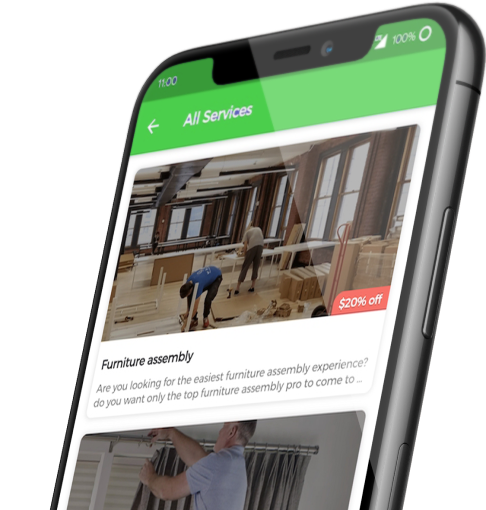 11:00 100%
All Services
$20% off
Furniture assembly
Are you looking for the easiest furniture assembly experience?
do you want only the top furniture assembly pro to come to ...